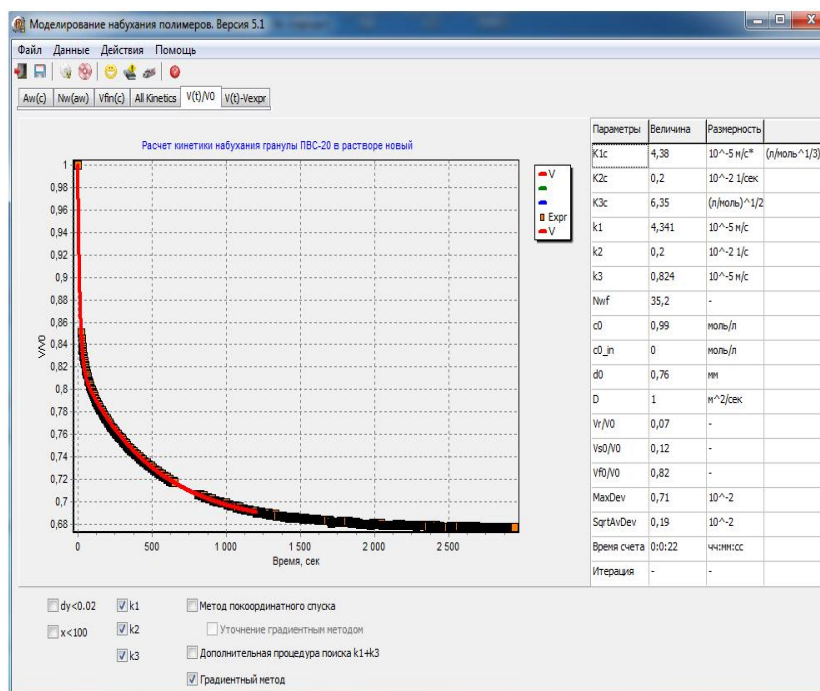 Моделирование набухания полимеров. Версия 5.1
Файл Данные Действия Помощь
Aw(c) Nw(aw) Vfin(c) All Kinetics V(t)/V0 V(t)-Vexpr
Расчет кинетики набухания гранулы ПВС-20 в растворе новый
V
Expr
V
V/V0
1
0,98
0,96
0,94
0,92
0,9
0,88
0,86
0,84
0,82
0,8
0,78
0,76
0,74
0,72
0,7
0,68
0 500 1 000 1 500 2 000 2 500
Время, сек
Параметры Величина Размерность
K1c 4,38 10^-5 м/с* (л/моль^1/3)
K2c 0,2 10^-2 1/сек
K3c 6,35 (л/моль)^1/2
k1 4,341 10^-5 м/с
k2 0,2 10^-2 1/с
k3 0,824 10^-5 м/с
Nwf 35,2 -
c0 0,99 моль/л
c0_in 0 моль/л
d0 0,76 мм
D 1 м^2/сек
Vr/V0 0,07 -
Vs0/V0 0,12 -
Vf0/V0 0,82 -
MaxDev 0,71 10^-2
SqrtAvDev 0,19 10^-2
Время счета 0:0:22 чч:мм:сс
Итерация - -
dy<0.02 k1 Метод покоординатного спуска
x<100 k2 Уточнение градиентным методом
k3 Дополнительная процедура поиска k1+k3
Градиентный метод